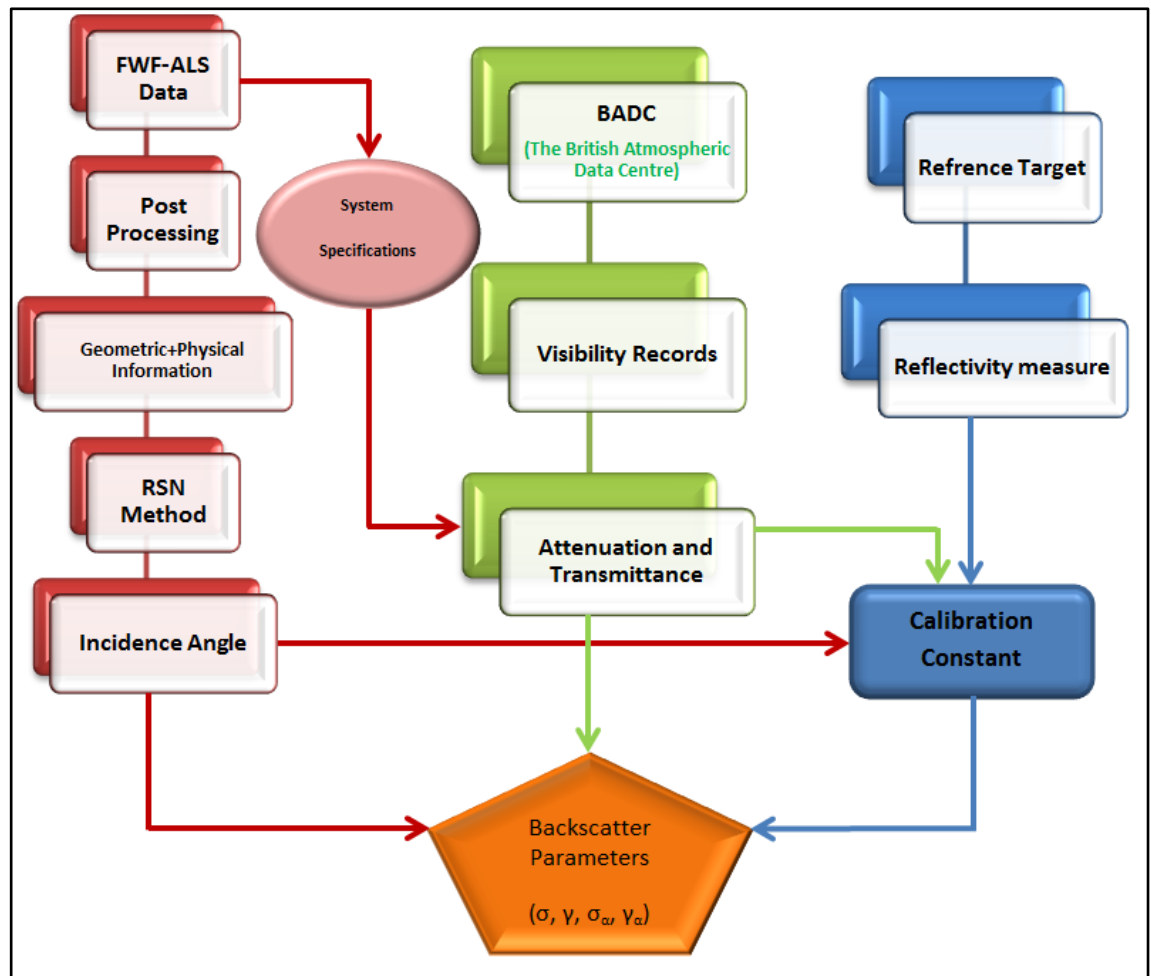 FWF-ALS
Data
Post
Processing
Geometric+Physical
Information
RSN
Method
Incidence Angle
System
Specifications
BADC
(The British Atmospheric
Data Centre)
Visibility Records
Attenuation and
Transmittance
Refrence Target
Reflectivity measure
Calibration
Constant
Backscatter
Parameters
(σ, γ, σα, γα)